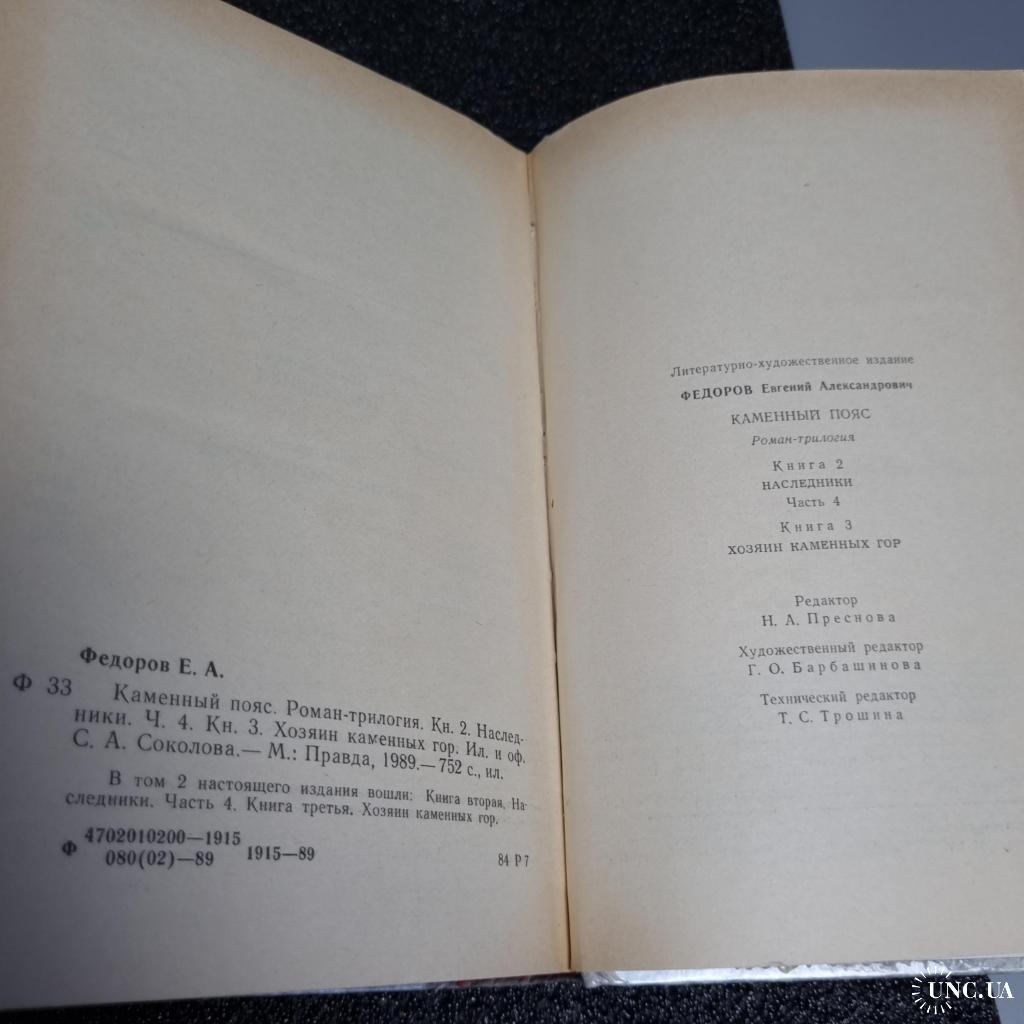 Федоров Е. А.
Ф 33 Каменный пояс. Роман-трилогия. Кн. 2. Наслед-
ники. Ч. 4. Кн. 3. Хозяин каменных гор. Ил. и оф.
С. А. Соколова.— М.: Правда, 1989.— 752 с., ил.
В том 2 настоящего издания вошли: Книга вторая. На-
следники. Часть 4. Книга третья. Хозяин каменных гор.
Ф 4702010200—1915
080(02)—89 1915—89
84 Р 7
Литературно-художественное издание
ФЕДОРОВ Евгений Александрович
КАМЕННЫЙ ПОЯС
Роман-трилогия
Книга 2
НАСЛЕДНИКИ
Часть 4
Книга 3
ХОЗЯИН КАМЕННЫХ ГОР
Редактор
Н. А. Преснова
Художественный редактор
Г. О. Барбашинова
Технический редактор
Т. С. Трошина
UNC.UA